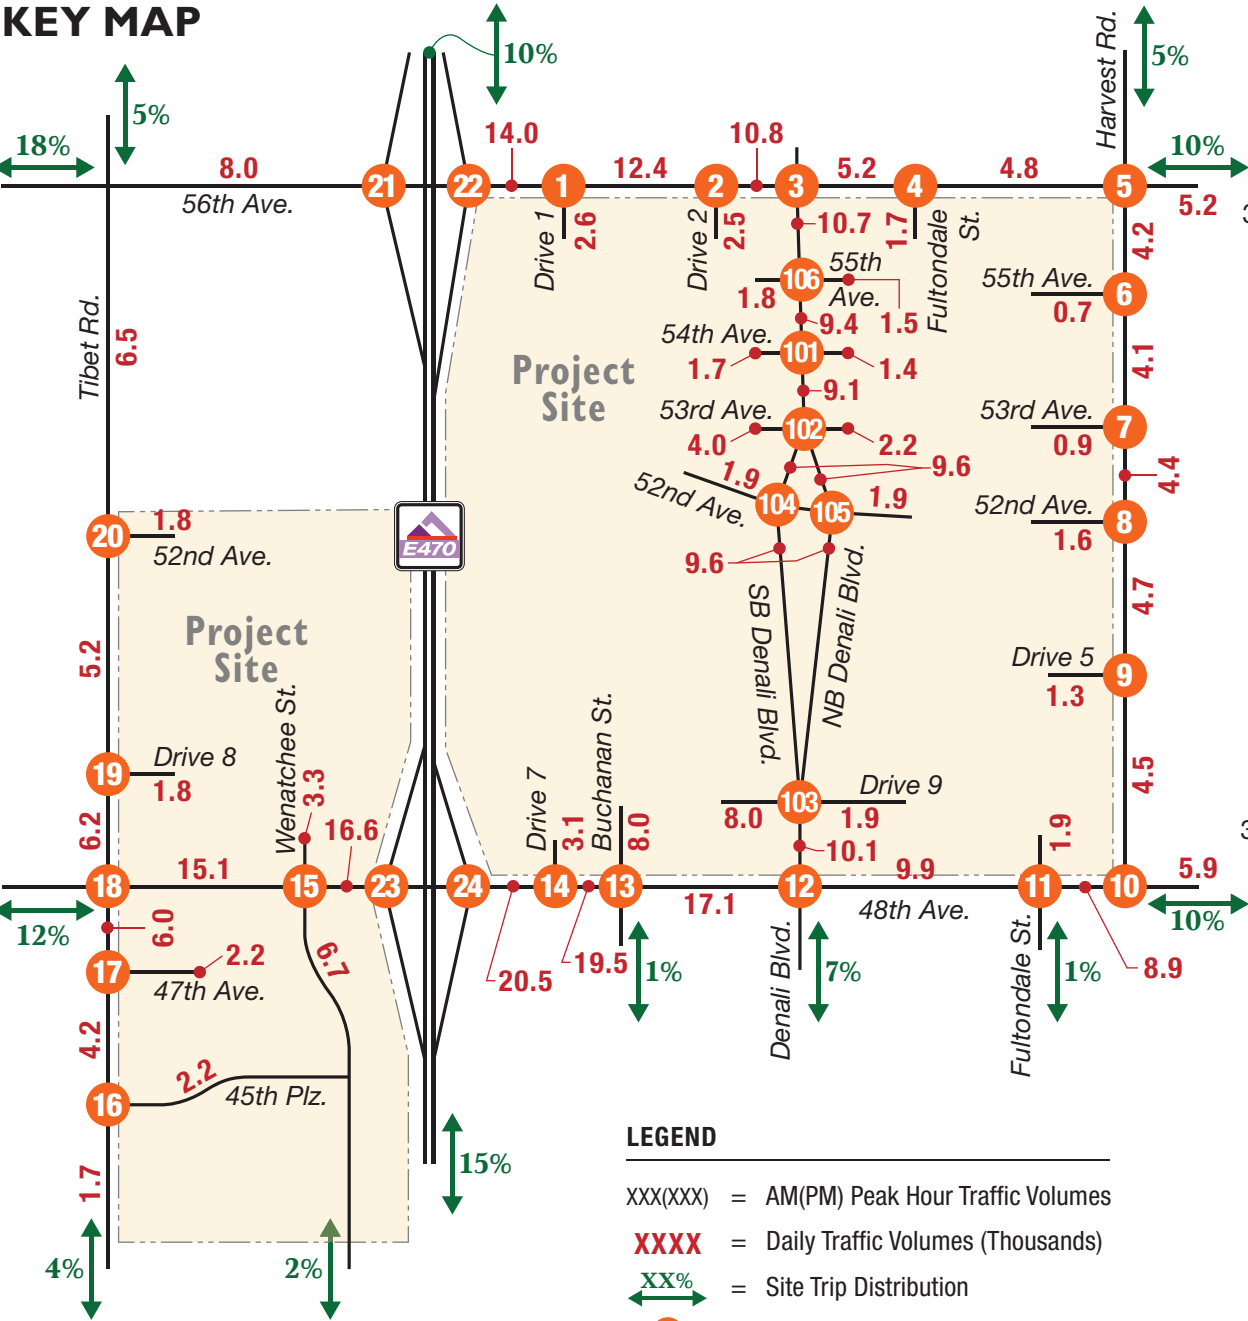 KEY MAP
10%
5%
5%
18%
10%
Harvest Rd.
14.0
10.8
8.0
12.4
5.2
4.8
21
22
1
2
3
4
5
56th Ave.
5.2
Drive 1
2.6
Drive 2
2.5
10.7
1.7
Fultondale
St.
4.2
3
106
55th
Ave.
1.8
1.5
55th Ave.
0.7
6
9.4
54th Ave.
101
1.7
1.4
Tibet Rd.
6.5
4.1
Project
Site
9.1
53rd Ave.
102
4.0
2.2
53rd Ave.
0.9
7
9.6
4.4
1.9
52nd Ave.
104
105
1.9
52nd Ave.
1.6
8
20
1.8
52nd Ave.
E470
9.6
SB Denali Blvd.
NB Denali Blvd.
4.7
Project
Site
5.2
Drive 5
1.3
9
Wenatchee St.
3.3
Drive 8
19
1.8
Drive 7
3.1
Buchanan St.
8.0
Drive 9
103
8.0
1.9
4.5
6.2
16.6
10.1
1.9
3
15.1
9.9
5.9
18
15
23
24
14
13
12
11
10
17.1
48th Ave.
12%
10%
6.0
20.5
19.5
8.9
1%
Denali Blvd.
7%
Fultondale St.
1%
17
2.2
47th Ave.
6.7
4.2
2.2
45th Plz.
16
1.7
15%
4%
2%
LEGEND
XXX(XXX) = AM(PM) Peak Hour Traffic Volumes
XXXX = Daily Traffic Volumes (Thousands)
XX% = Site Trip Distribution